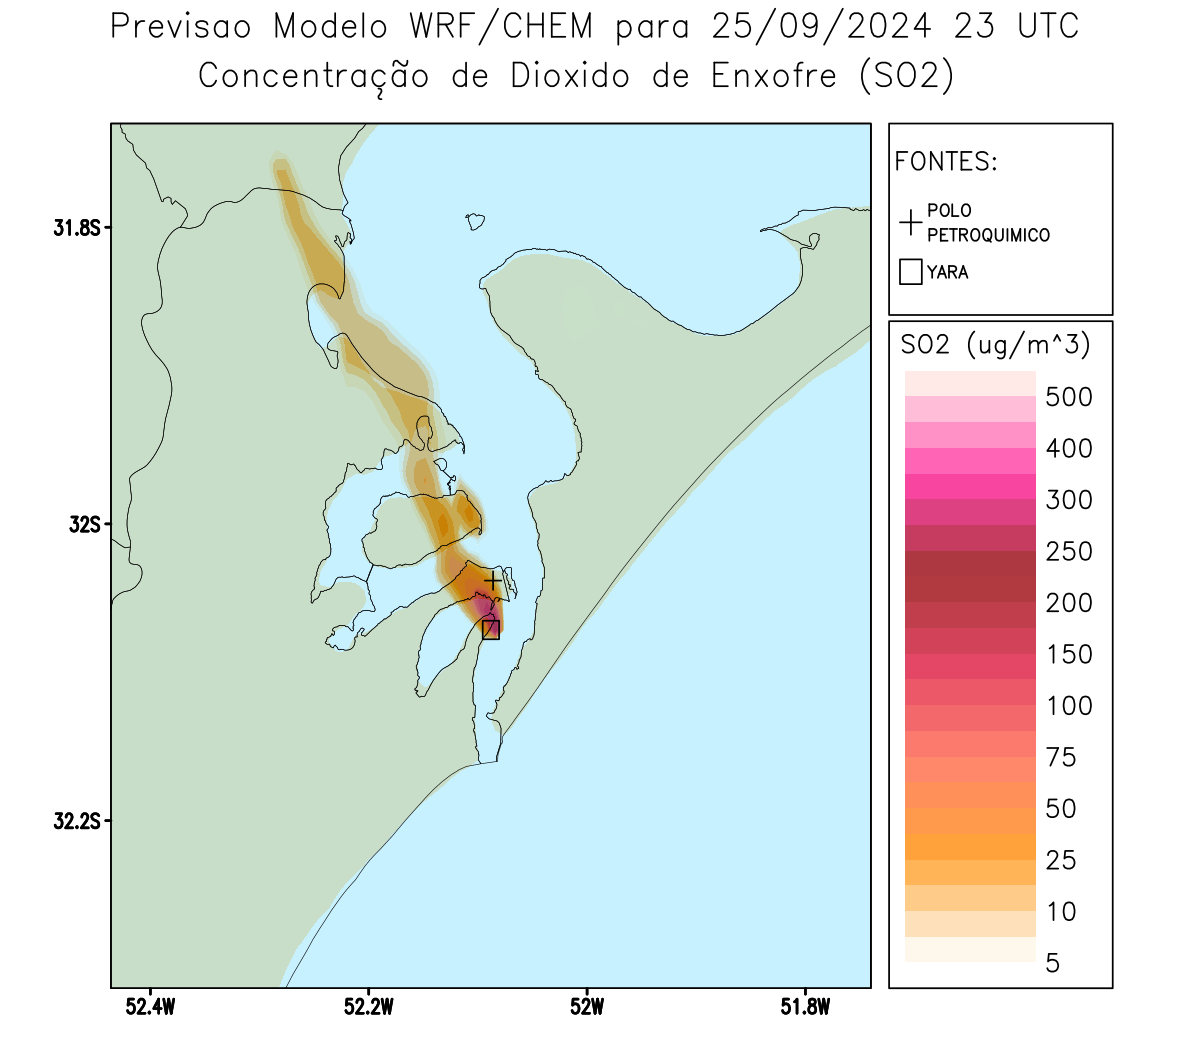 Previsao Modelo WRF/CHEM para 25/09/2024 23 UTC
Concentração de Dioxido de Enxofre (SO2)
FONTES:
POLO
PETROQUIMICO
YARA
SO2 (ug/m^3)
500
400
300
250
200
150
100
75
50
25
10
5
31.8S
32S
32.2S
52.4W
52.2W
52W
51.8W